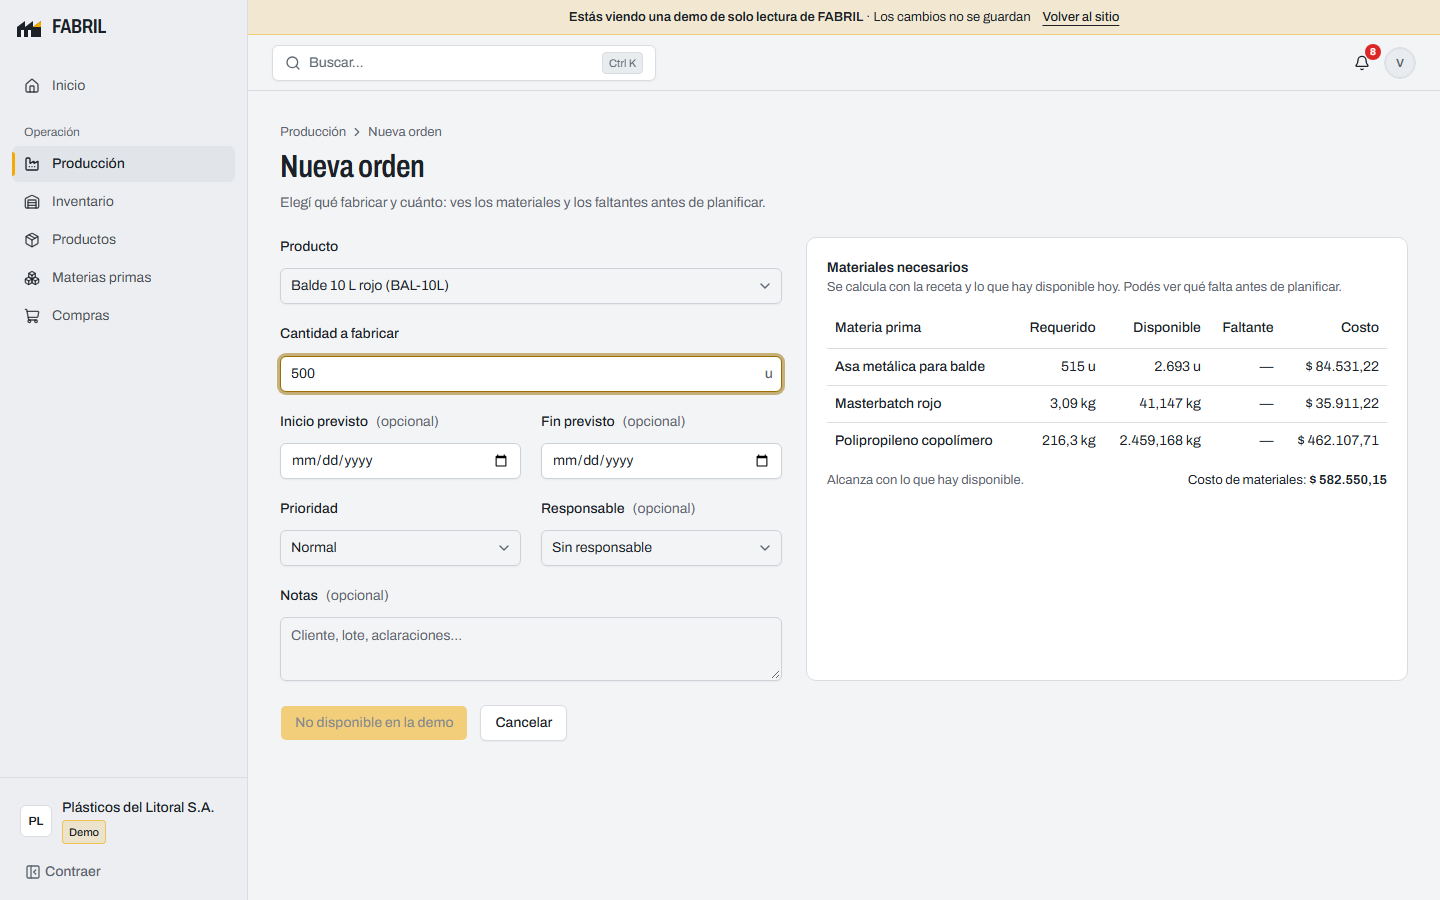 FABRIL
Inicio
Operación
Producción
Inventario
Productos
Materias primas
Compras
PL
Plásticos del Litoral S.A.
Demo
Contraer
Estás viendo una demo de solo lectura de FABRIL · Los cambios no se guardan Volver al sitio
Buscar... Ctrl K
8
V
Producción > Nueva orden
Nueva orden
Elegí qué fabricar y cuánto: ves los materiales y los faltantes antes de planificar.
Producto
Balde 10 L rojo (BAL-10L)
Cantidad a fabricar
500 u
Inicio previsto (opcional) Fin previsto (opcional)
mm/dd/yyyy mm/dd/yyyy
Prioridad Responsable (opcional)
Normal Sin responsable
Notas (opcional)
Cliente, lote, aclaraciones...
No disponible en la demo Cancelar
Materiales necesarios
Se calcula con la receta y lo que hay disponible hoy. Podés ver qué falta antes de planificar.
Materia prima Requerido Disponible Faltante Costo
Asa metálica para balde 515 u 2.693 u — $ 84.531,22
Masterbatch rojo 3,09 kg 41,147 kg — $ 35.911,22
Polipropileno copolímero 216,3 kg 2.459,168 kg — $ 462.107,71
Alcanza con lo que hay disponible. Costo de materiales: $ 582.550,15